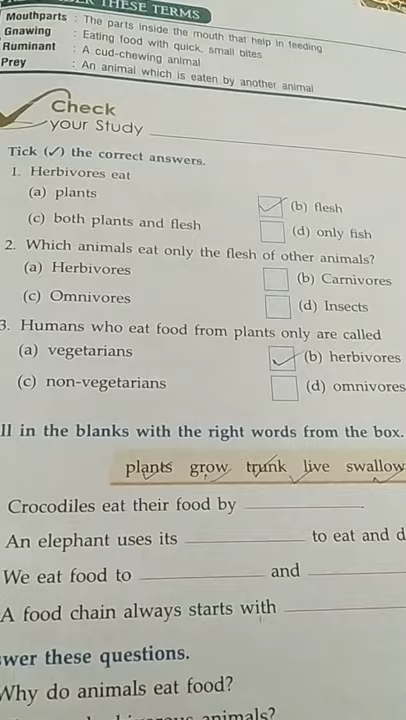 THESE TERMS
Mouthparts : The parts inside the mouth that help in feeding
Gnawing : Eating food with quick, small bites
Ruminant : A cud-chewing animal
Prey : An animal which is eaten by another animal
Check
your Study
Tick (✓) the correct answers.
1. Herbivores eat
(a) plants (b) flesh
(c) both plants and flesh (d) only fish
2. Which animals eat only the flesh of other animals?
(a) Herbivores (b) Carnivores
(c) Omnivores (d) Insects
3. Humans who eat food from plants only are called
(a) vegetarians (b) herbivores
(c) non-vegetarians (d) omnivores
ll in the blanks with the right words from the box.
plants grow trunk live swallow
Crocodiles eat their food by
An elephant uses its to eat and d
We eat food to and
A food chain always starts with
wer these questions.
Why do animals eat food?
animals?